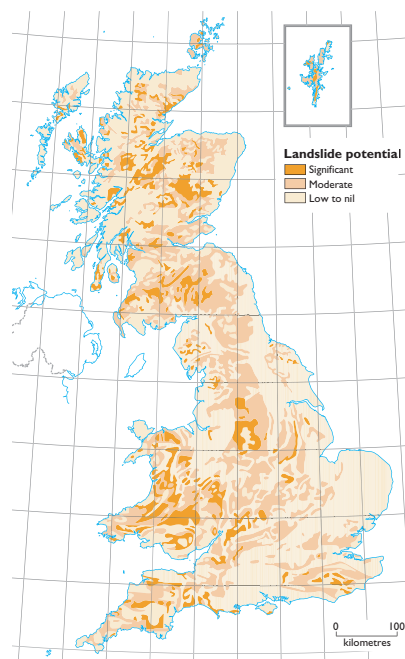 Landslide potential
Significant
Moderate
Low to nil
0 100
kilometres